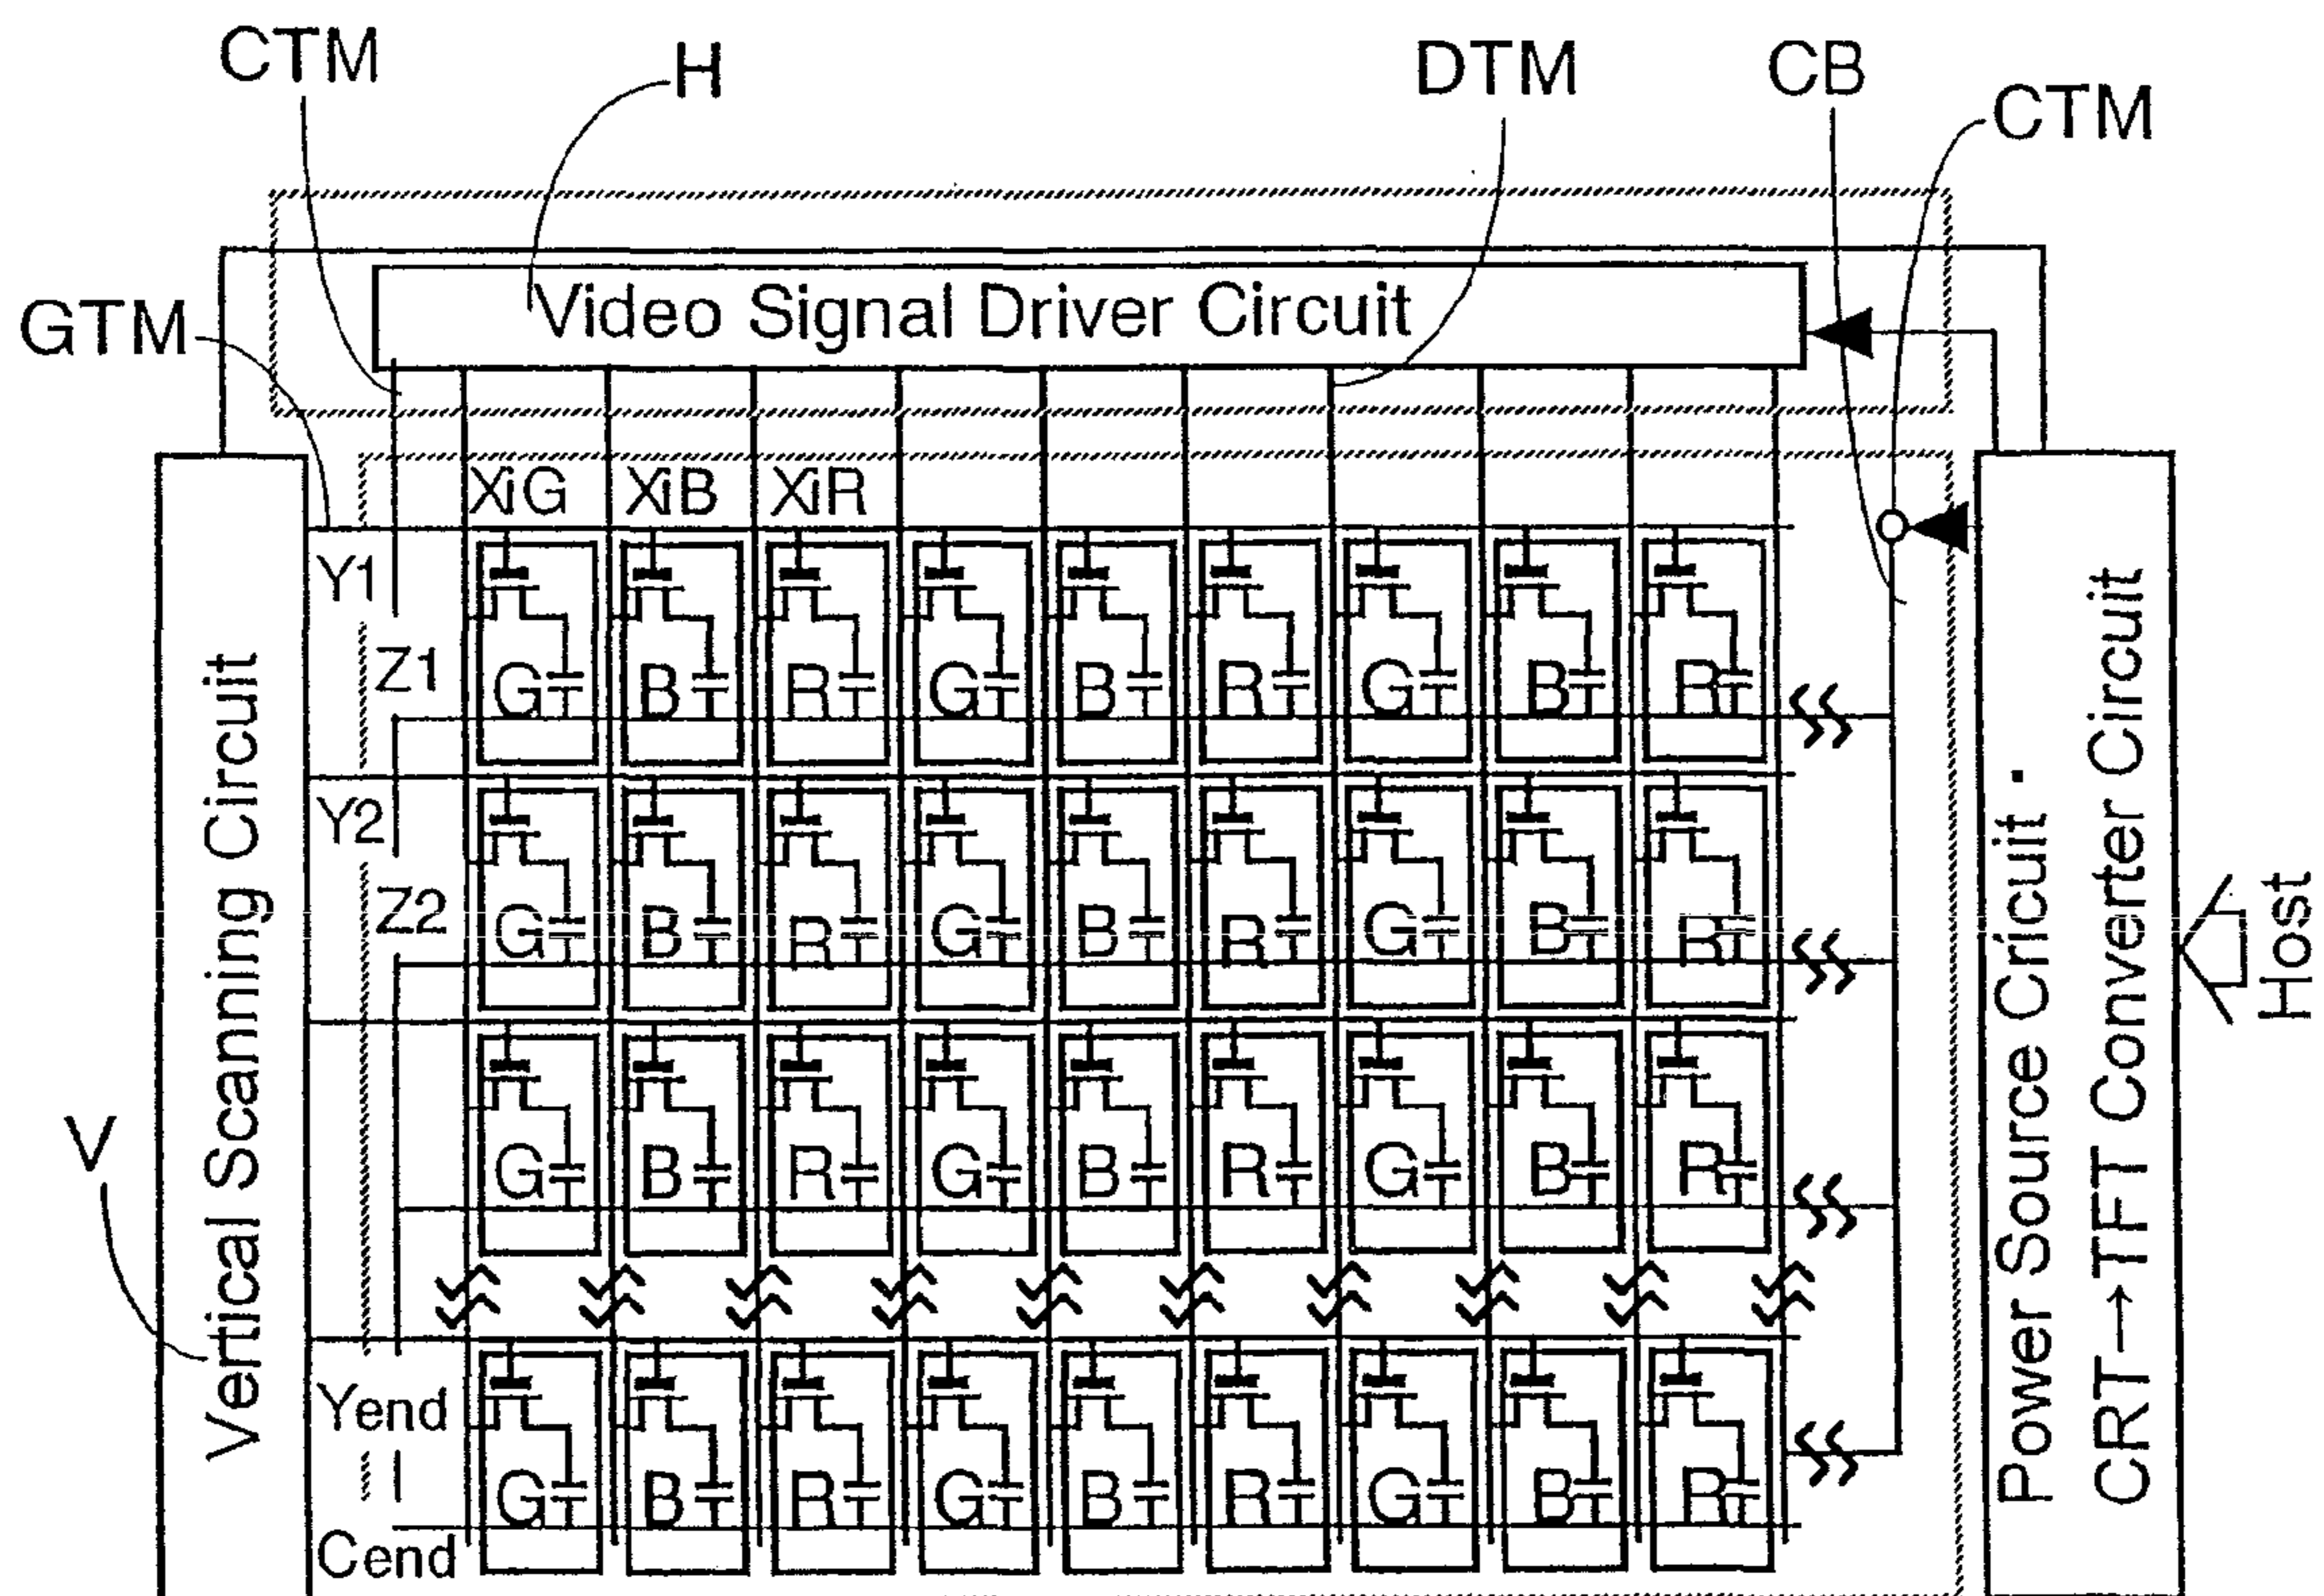 CTM
H
DTM
CB
CTM
GTM
Video Signal Driver Circuit
XiG XiB XiR
Y1
Z1
G B R G B R G B R
Y2
Z2
G B R G B R G B R
G B R G B R G B R
Yend
G B R G B R G B R
Cend
V
Vertical Scanning Circuit
Power Source Cricuit ·
CRT→TFT Converter Circuit
Host